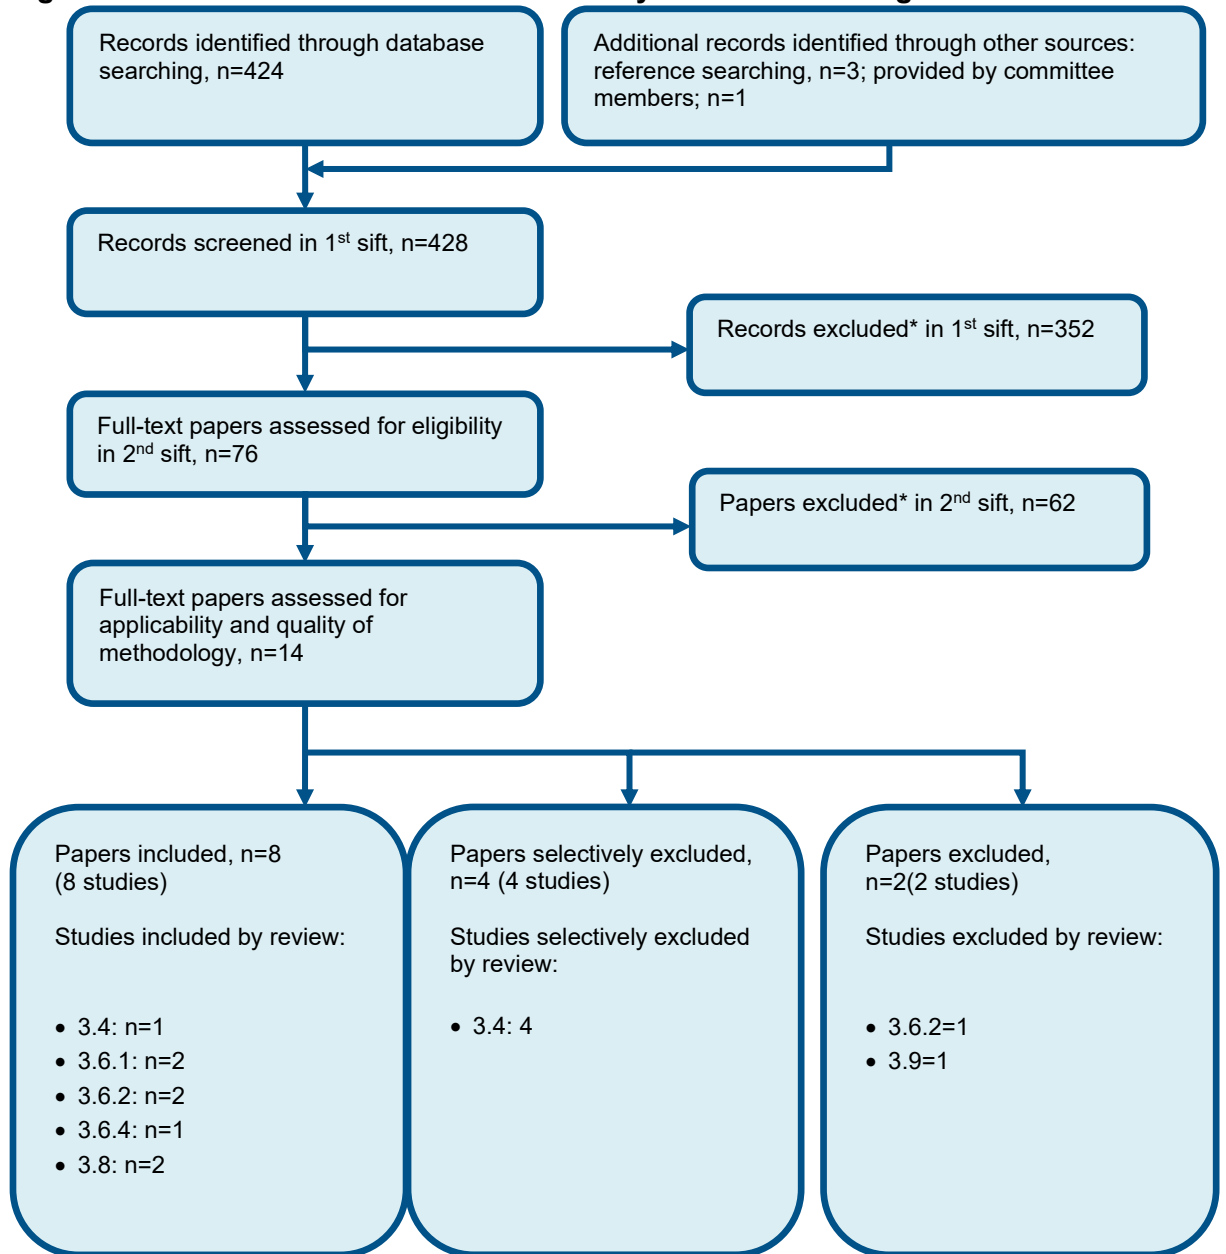 Records identified through database
searching, n=424
Additional records identified through other sources:
reference searching, n=3; provided by committee
members; n=1
Records screened in 1st sift, n=428
Records excluded* in 1st sift, n=352
Full-text papers assessed for eligibility
in 2nd sift, n=76
Papers excluded* in 2nd sift, n=62
Full-text papers assessed for
applicability and quality of
methodology, n=14
Papers included, n=8
(8 studies)
Studies included by review:
• 3.4: n=1
• 3.6.1: n=2
• 3.6.2: n=2
• 3.6.4: n=1
• 3.8: n=2
Papers selectively excluded,
n=4 (4 studies)
Studies selectively excluded
by review:
• 3.4: 4
Papers excluded,
n=2(2 studies)
Studies excluded by review:
• 3.6.2=1
• 3.9=1